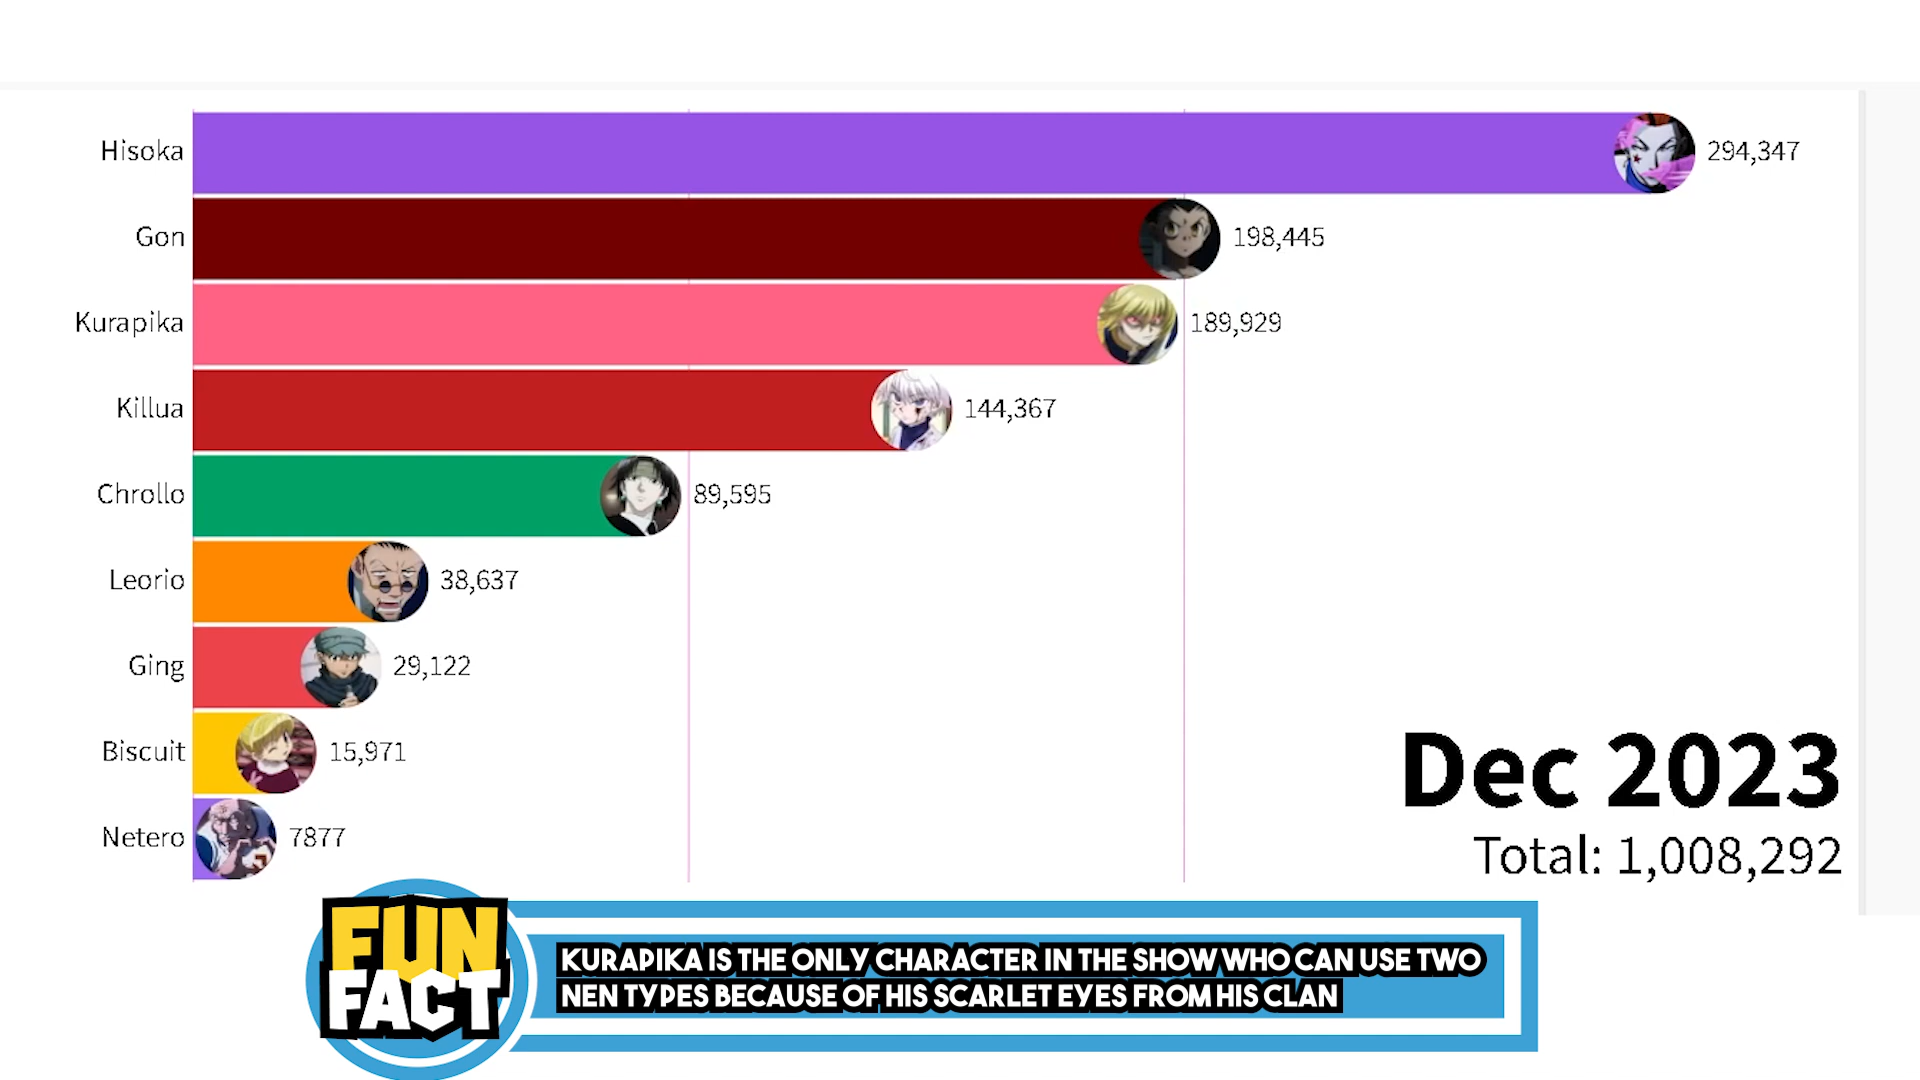 Hisoka 294,347
Gon 198,445
Kurapika 189,929
Killua 144,367
Chrollo 89,595
Leorio 38,637
Ging 29,122
Biscuit 15,971
Netero 7877
Dec 2023
Total: 1,008,292
FUN
FACT
KURAPIKA IS THE ONLY CHARACTER IN THE SHOW WHO CAN USE TWO
NEN TYPES BECAUSE OF HIS SCARLET EYES FROM HIS CLAN